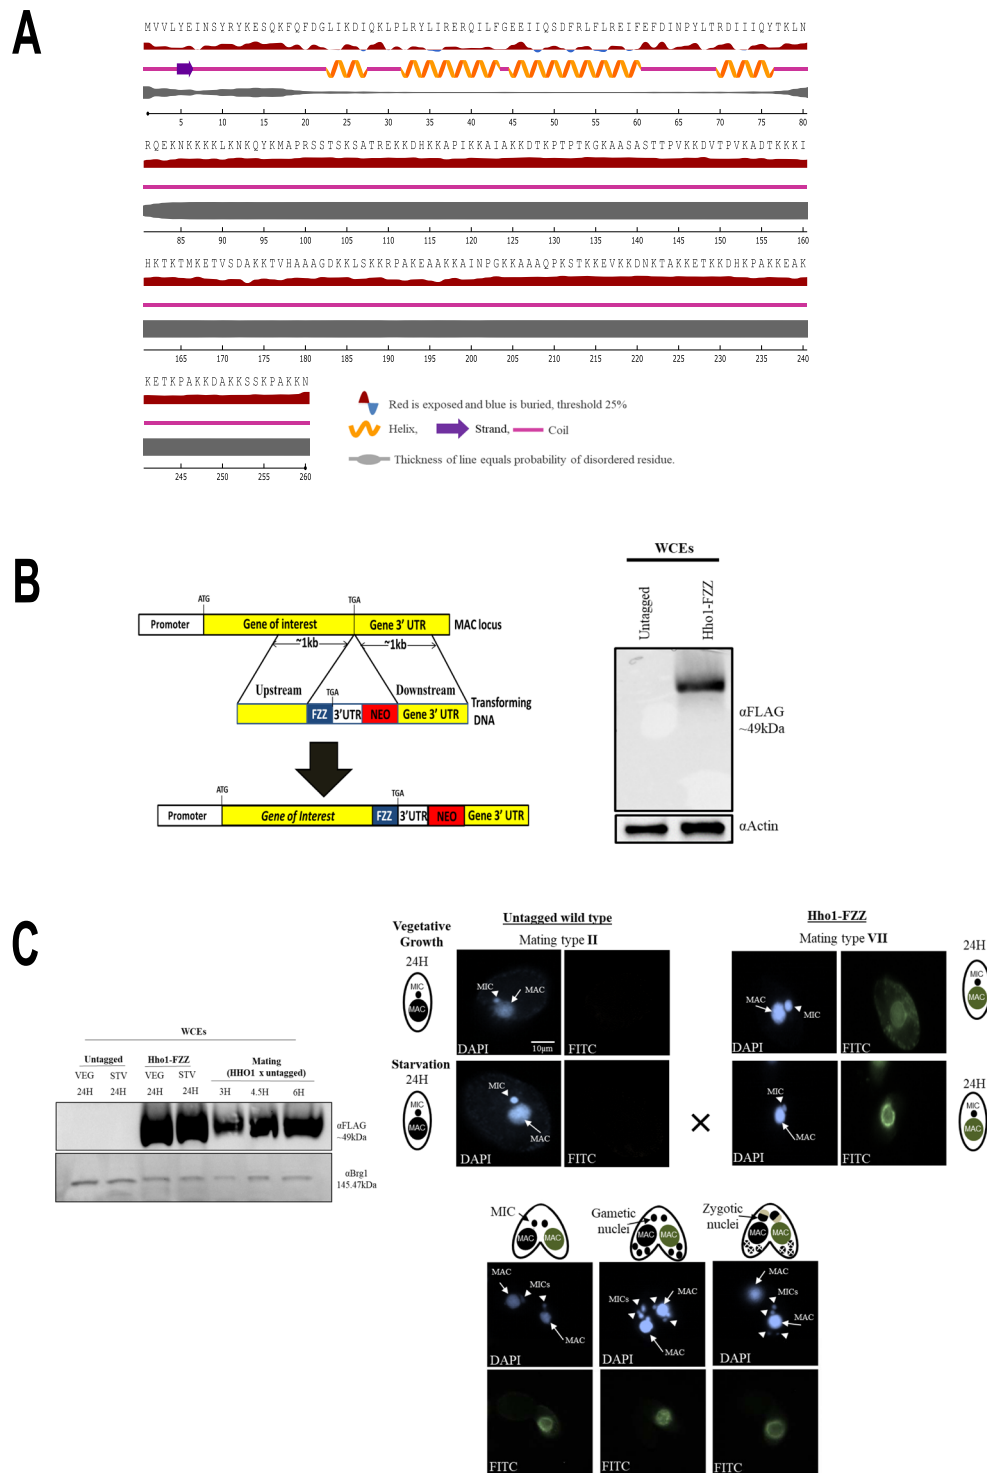 A
MVVLYEINSYRYKESQKFQFDGLIKDIQKLPLRYLIRERQILFGEEIIQSDRLFLREIFEFDINPYLTRDIIIQYTKLN
5 10 15 20 25 30 35 40 45 50 55 60 65 70 75 80
RQEKNKKKKLKNKQYKMAPRSSTSKSATREKKDHKKAPIKKAIAKKDTKPTPTKGKAASASTTPVKKDVTPVKADTKKKI
85 90 95 100 105 110 115 120 125 130 135 140 145 150 155 160
HKTKTMKETVSDAKKTVHAAAGDKKLSKKRPAKEAAKKAINPGKKAAAQPKSTKKEVKKDNKTAKKETKKDHKPAKKEAK
165 170 175 180 185 190 195 200 205 210 215 220 225 230 235 240
KETKPAKKDAKKSSKPAKKN
245 250 255 260
Red is exposed and blue is buried, threshold 25%
Helix, Strand, Coil
Thickness of line equals probability of disordered residue.
B
ATG TGA
Promoter Gene of interest Gene 3' UTR MAC locus
~1kb ~1kb
Upstream TGA Downstream
FZZ 3'UTR NEO Gene 3' UTR Transforming DNA
ATG TGA
Promoter Gene of Interest FZZ 3'UTR NEO Gene 3' UTR
WCEs
Untagged Hho1-FZZ
αFLAG
~49kDa
αActin
C
WCEs
Untagged Hho1-FZZ Mating
(HHO1 x untagged)
VEG STV VEG STV
24H 24H 24H 24H 3H 4.5H 6H
αFLAG
~49kDa
αBrg1
145.47kDa
Untagged wild type Hho1-FZZ
Vegetative
Growth
Mating type II Mating type VII
24H 24H
MIC MAC MIC MAC MAC MIC MIC MAC
10μm
DAPI FITC DAPI FITC
Starvation
24H 24H
MIC MAC MIC MAC MIC MAC MIC MAC
×
DAPI FITC DAPI FITC
MIC Gametic
nuclei
Zygotic
nuclei
MAC MAC MAC MAC MAC MAC
MAC MICs MAC MICs MAC MAC MAC MICs MAC
DAPI DAPI DAPI
FITC FITC FITC